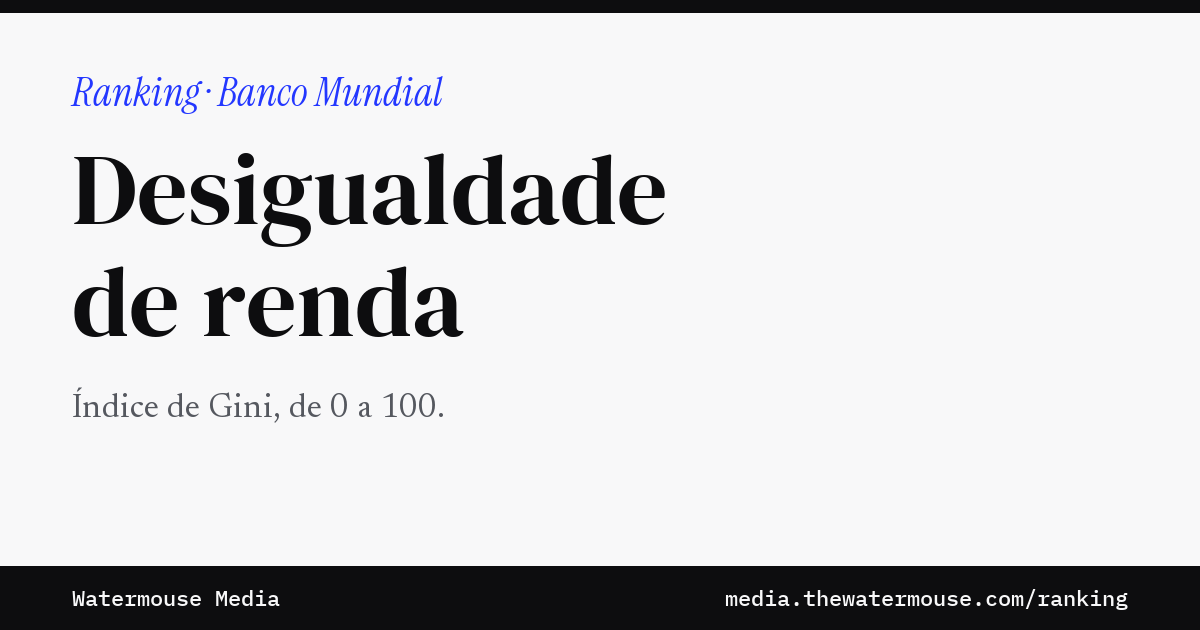 Ranking · Banco Mundial
Desigualdade
de renda
Índice de Gini, de 0 a 100.
Watermouse Media
media.thewatermouse.com/ranking